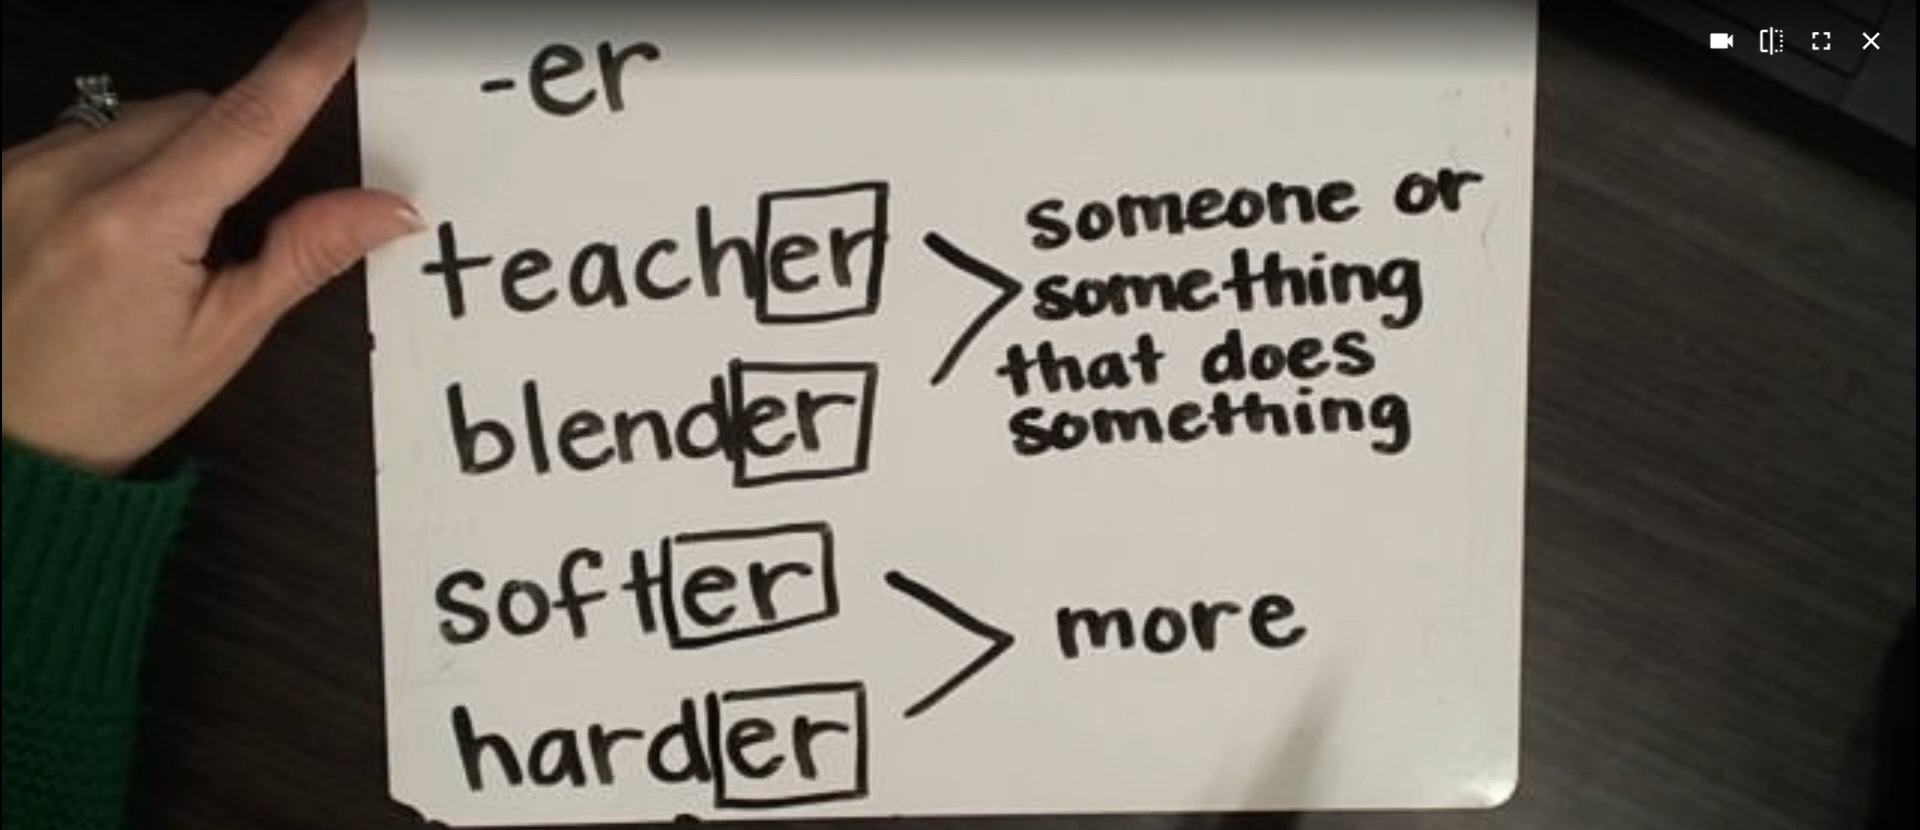 -er
teacher
blender
softer
harder
someone or
something
that does
something
more